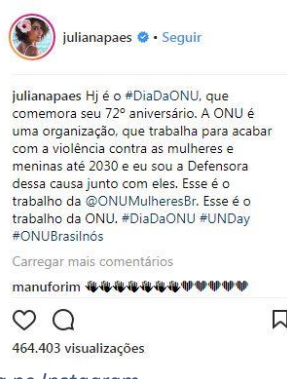 julianapaes • Seguir
julianapaes Hj é o #DiaDaONU, que
comemora seu 72º aniversário. A ONU é
uma organização, que trabalha para acabar
com a violência contra as mulheres e
meninas até 2030 e eu sou a Defensora
dessa causa junto com eles. Esse é o
trabalho da @ONUMulheresBr. Esse é o
trabalho da ONU. #DiaDaONU #UNDay
#ONUBrasilnós
Carregar mais comentários
manuforim
464.403 visualizações
no Instagram